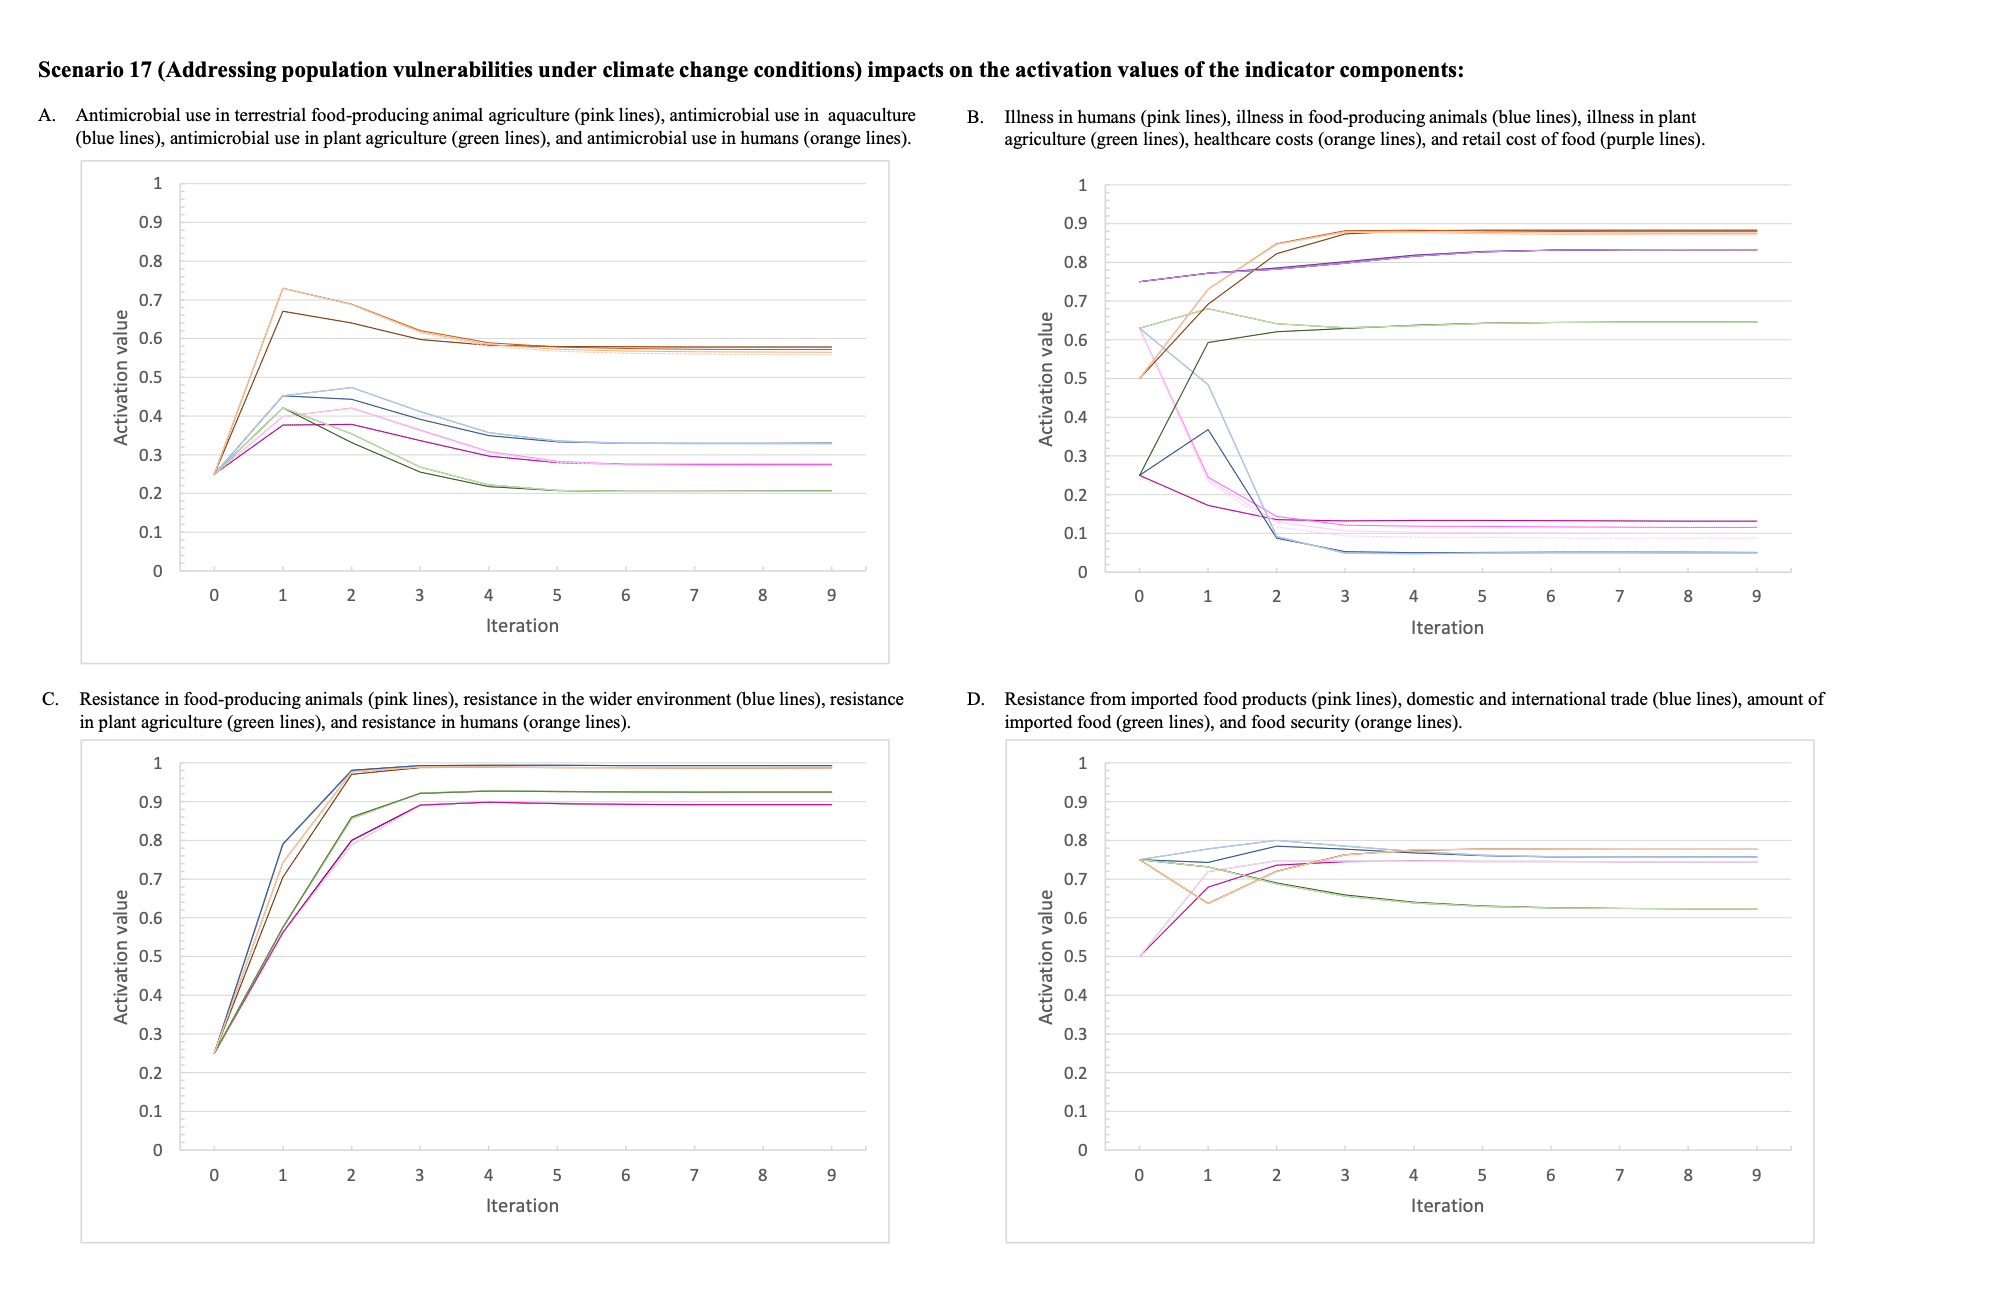 Scenario 17 (Addressing population vulnerabilities under climate change conditions) impacts on the activation values of the indicator components:
A. Antimicrobial use in terrestrial food-producing animal agriculture (pink lines), antimicrobial use in aquaculture
(blue lines), antimicrobial use in plant agriculture (green lines), and antimicrobial use in humans (orange lines).
1
0.9
0.8
0.7
0.6
0.5
0.4
0.3
0.2
0.1
0
Activation value
0 1 2 3 4 5 6 7 8 9
Iteration
B. Illness in humans (pink lines), illness in food-producing animals (blue lines), illness in plant
agriculture (green lines), healthcare costs (orange lines), and retail cost of food (purple lines).
1
0.9
0.8
0.7
0.6
0.5
0.4
0.3
0.2
0.1
0
Activation value
0 1 2 3 4 5 6 7 8 9
Iteration
C. Resistance in food-producing animals (pink lines), resistance in the wider environment (blue lines), resistance
in plant agriculture (green lines), and resistance in humans (orange lines).
1
0.9
0.8
0.7
0.6
0.5
0.4
0.3
0.2
0.1
0
Activation value
0 1 2 3 4 5 6 7 8 9
Iteration
D. Resistance from imported food products (pink lines), domestic and international trade (blue lines), amount of
imported food (green lines), and food security (orange lines).
1
0.9
0.8
0.7
0.6
0.5
0.4
0.3
0.2
0.1
0
Activation value
0 1 2 3 4 5 6 7 8 9
Iteration